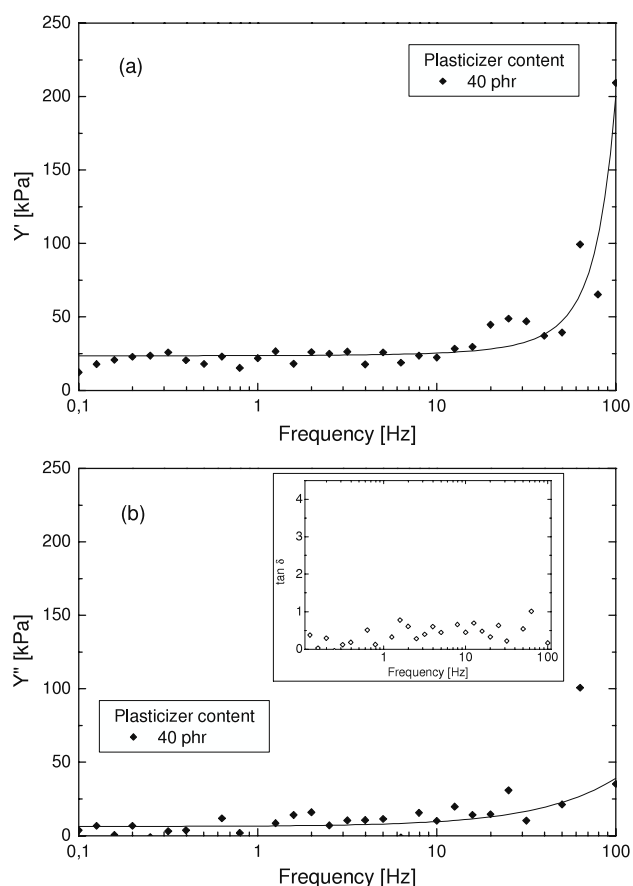 250
200
150
100
50
0
Y' [kPa]
(a)
Plasticizer content
40 phr
0,1 1 10 100
Frequency [Hz]
250
200
150
100
50
0
Y" [kPa]
(b)
4
3
2
1
0
tan δ
1 10 100
Frequency [Hz]
Plasticizer content
40 phr
0,1 1 10 100
Frequency [Hz]